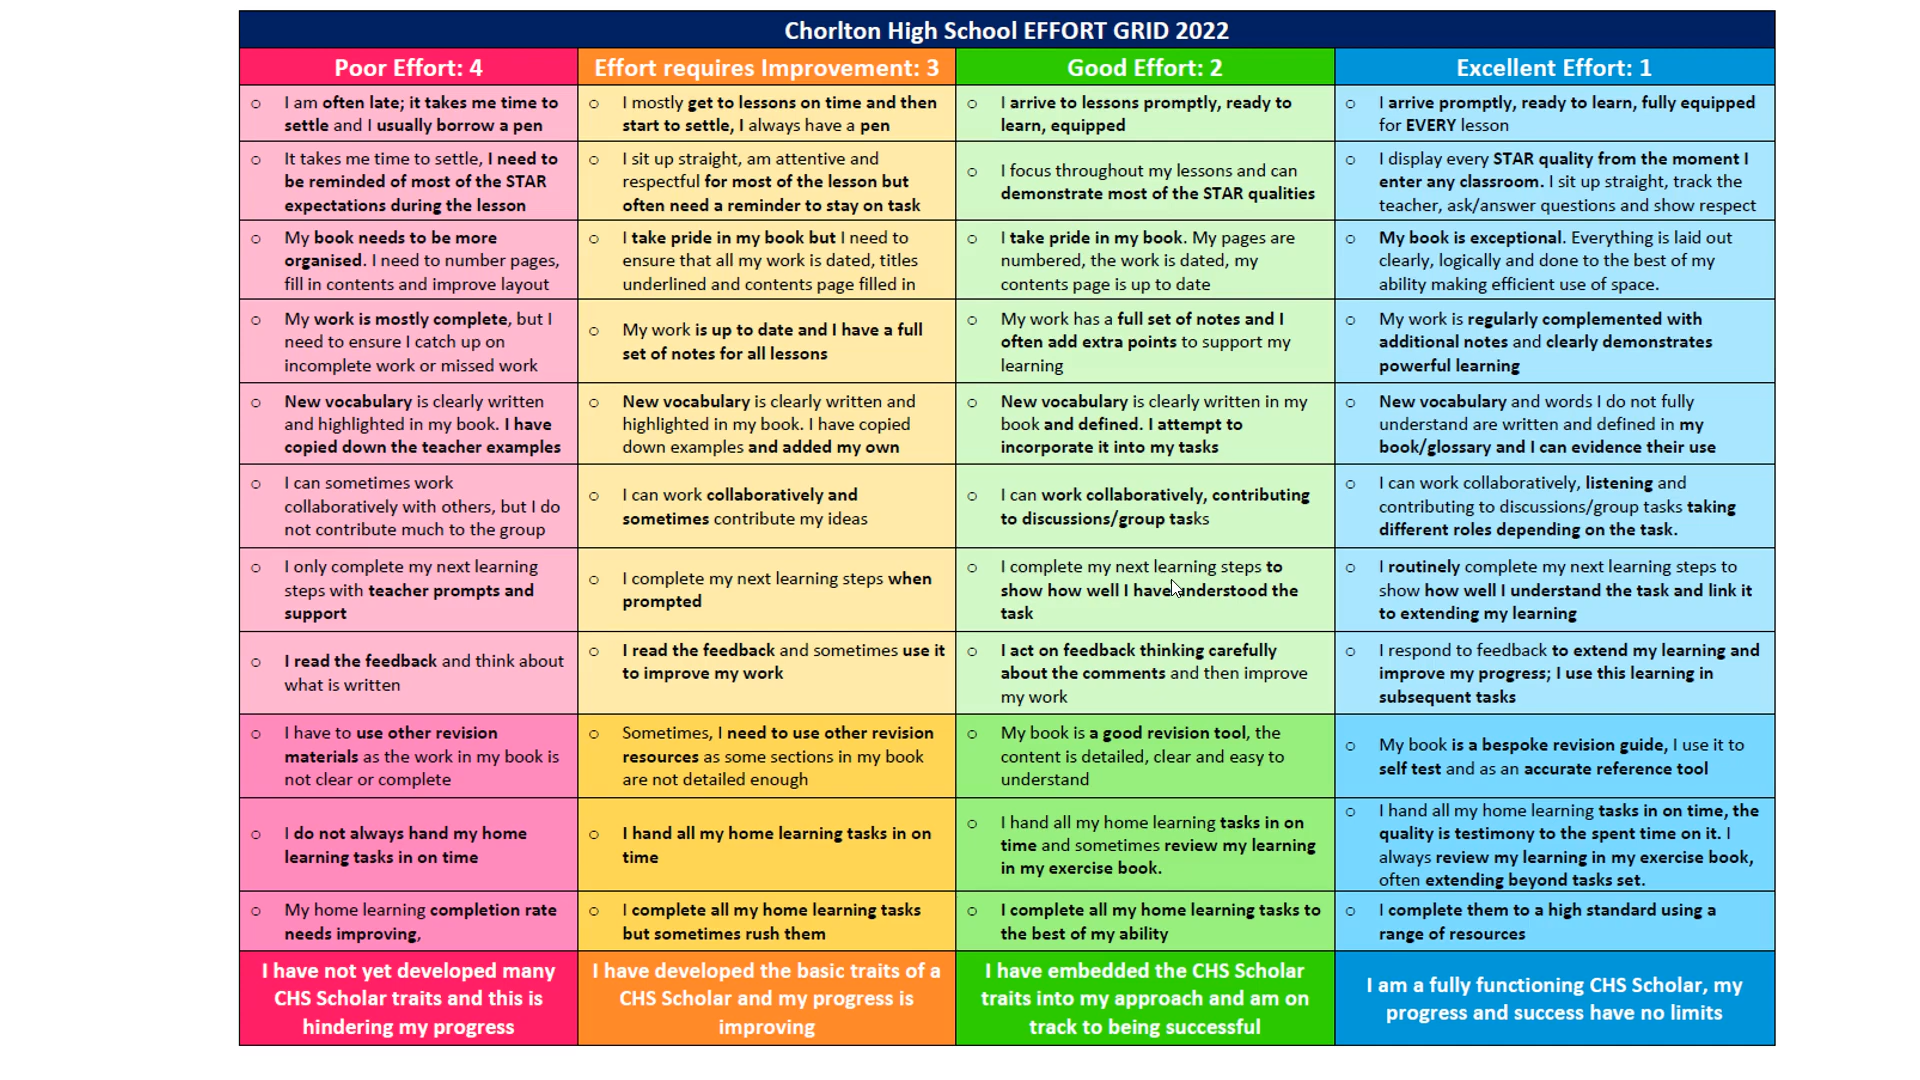 Chorlton High School EFFORT GRID 2022
Poor Effort: 4
Effort requires Improvement: 3
Good Effort: 2
Excellent Effort: 1
I am often late; it takes me time to
settle and I usually borrow a pen
I mostly get to lessons on time and then
start to settle, I always have a pen
I arrive to lessons promptly, ready to
learn, equipped
I arrive promptly, ready to learn, fully equipped
for EVERY lesson
It takes me time to settle, I need to
be reminded of most of the STAR
expectations during the lesson
I sit up straight, am attentive and
respectful for most of the lesson but
often need a reminder to stay on task
I focus throughout my lessons and can
demonstrate most of the STAR qualities
I display every STAR quality from the moment I
enter any classroom. I sit up straight, track the
teacher, ask/answer questions and show respect
My book needs to be more
organised. I need to number pages,
fill in contents and improve layout
I take pride in my book but I need to
ensure that all my work is dated, titles
underlined and contents page filled in
I take pride in my book. My pages are
numbered, the work is dated, my
contents page is up to date
My book is exceptional. Everything is laid out
clearly, logically and done to the best of my
ability making efficient use of space.
My work is mostly complete, but I
need to ensure I catch up on
incomplete work or missed work
My work is up to date and I have a full
set of notes for all lessons
My work has a full set of notes and I
often add extra points to support my
learning
My work is regularly complemented with
additional notes and clearly demonstrates
powerful learning
New vocabulary is clearly written
and highlighted in my book. I have
copied down the teacher examples
New vocabulary is clearly written and
highlighted in my book. I have copied
down examples and added my own
New vocabulary is clearly written in my
book and defined. I attempt to
incorporate it into my tasks
New vocabulary and words I do not fully
understand are written and defined in my
book/glossary and I can evidence their use
I can sometimes work
collaboratively with others, but I do
not contribute much to the group
I can work collaboratively and
sometimes contribute my ideas
I can work collaboratively, contributing
to discussions/group tasks
I can work collaboratively, listening and
contributing to discussions/group tasks taking
different roles depending on the task.
I only complete my next learning
steps with teacher prompts and
support
I complete my next learning steps when
prompted
I complete my next learning steps to
show how well I have understood the
task
I routinely complete my next learning steps to
show how well I understand the task and link it
to extending my learning
I read the feedback and think about
what is written
I read the feedback and sometimes use it
to improve my work
I act on feedback thinking carefully
about the comments and then improve
my work
I respond to feedback to extend my learning and
improve my progress; I use this learning in
subsequent tasks
I have to use other revision
materials as the work in my book is
not clear or complete
Sometimes, I need to use other revision
resources as some sections in my book
are not detailed enough
My book is a good revision tool, the
content is detailed, clear and easy to
understand
My book is a bespoke revision guide, I use it to
self test and as an accurate reference tool
I do not always hand my home
learning tasks in on time
I hand all my home learning tasks in on
time
I hand all my home learning tasks in on
time and sometimes review my learning
in my exercise book.
I hand all my home learning tasks in on time, the
quality is testimony to the spent time on it. I
always review my learning in my exercise book,
often extending beyond tasks set.
My home learning completion rate
needs improving,
I complete all my home learning tasks
but sometimes rush them
I complete all my home learning tasks to
the best of my ability
I complete them to a high standard using a
range of resources
I have not yet developed many
CHS Scholar traits and this is
hindering my progress
I have developed the basic traits of a
CHS Scholar and my progress is
improving
I have embedded the CHS Scholar
traits into my approach and am on
track to being successful
I am a fully functioning CHS Scholar, my
progress and success have no limits